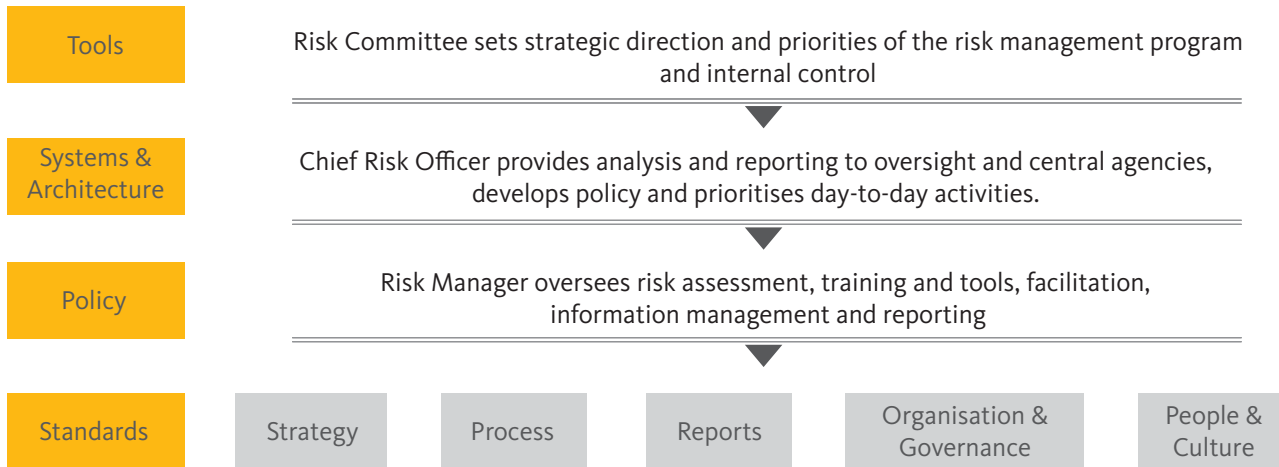 Tools
Risk Committee sets strategic direction and priorities of the risk management program
and internal control
Systems &
Architecture
Chief Risk Officer provides analysis and reporting to oversight and central agencies,
develops policy and prioritises day-to-day activities.
Policy
Risk Manager oversees risk assessment, training and tools, facilitation,
information management and reporting
Standards
Strategy
Process
Reports
Organisation &
Governance
People &
Culture